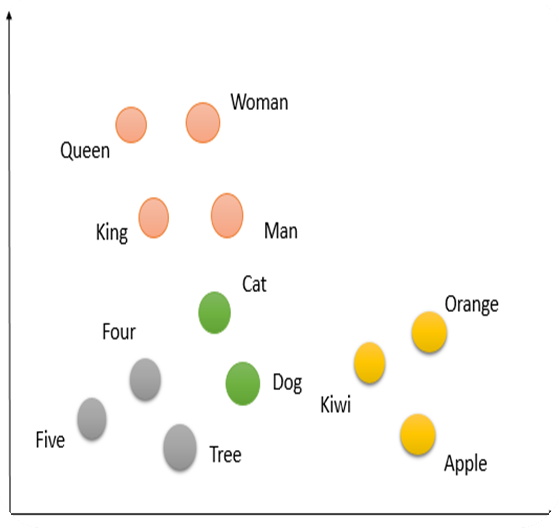 Woman
Queen
King
Man
Cat
Orange
Four
Dog
Kiwi
Five
Tree
Apple